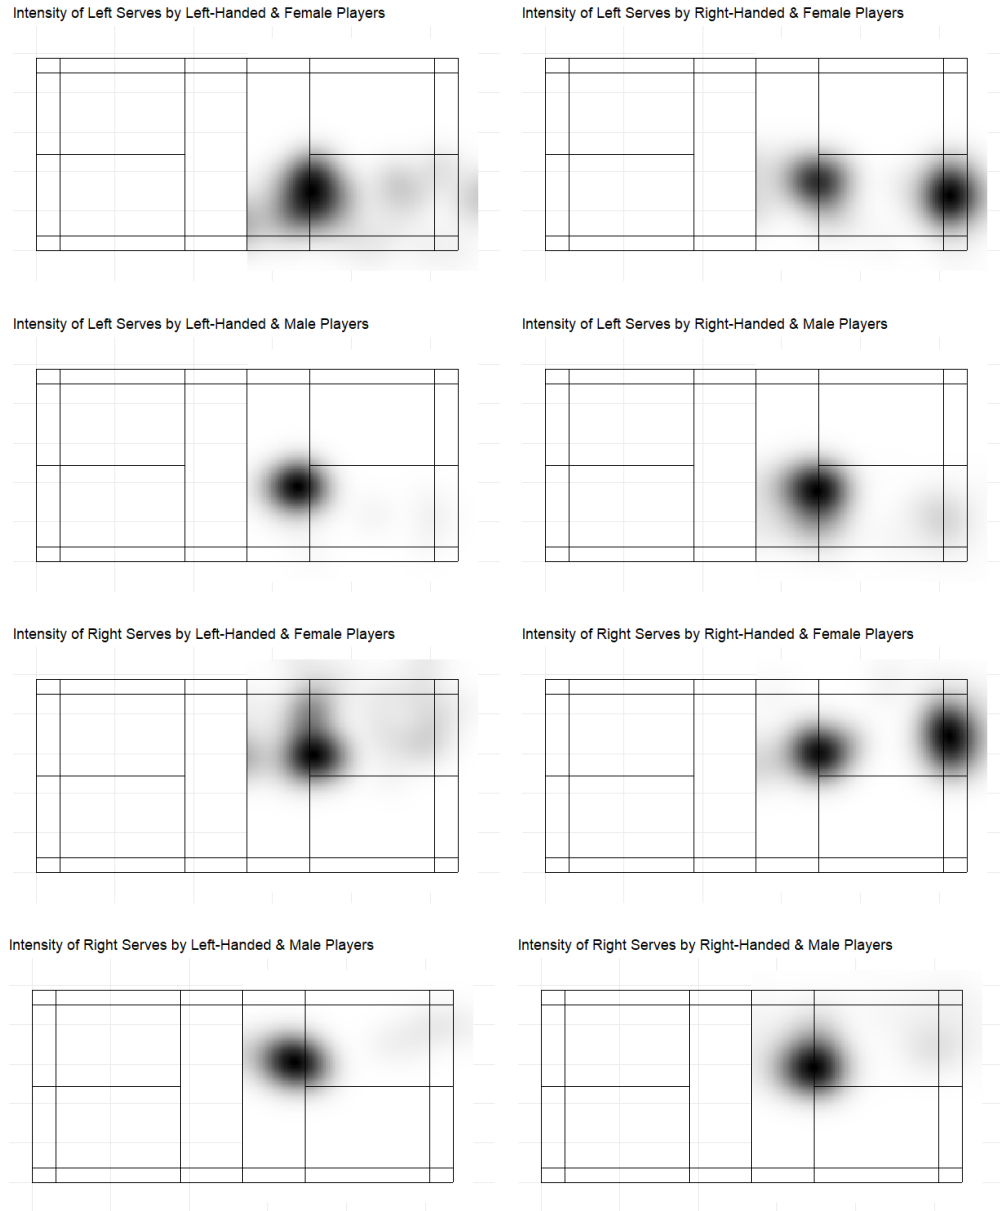 Intensity of Left Serves by Left-Handed & Female Players
Intensity of Left Serves by Right-Handed & Female Players
Intensity of Left Serves by Left-Handed & Male Players
Intensity of Left Serves by Right-Handed & Male Players
Intensity of Right Serves by Left-Handed & Female Players
Intensity of Right Serves by Right-Handed & Female Players
Intensity of Right Serves by Left-Handed & Male Players
Intensity of Right Serves by Right-Handed & Male Players